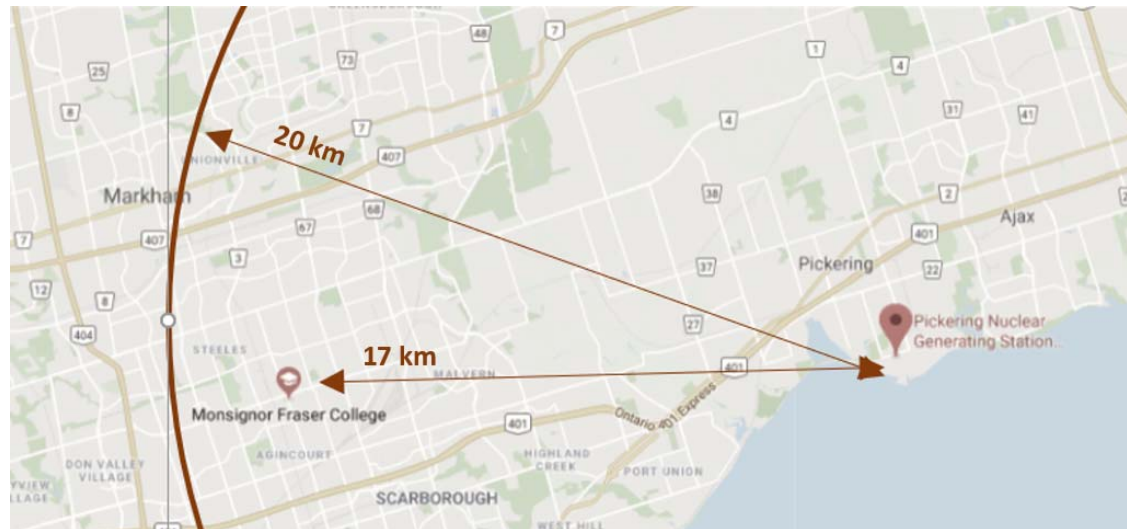 48
7
1
4
73
25
8
31
41
4
7
20 km
UNIONVILLE
407
Markham
38
2
68
67
Ajax
7
407
401
3
Pickering
37
22
12
8
Pickering Nuclear
Generating Station...
27
404
STEELES
17 km
MALVERN
401
Monsignor Fraser College
Ontario 401 Express
401
AGINCOURT
DON VALLEY
VILLAGE
HIGHLAND
CREEK
PORT UNION
SCARBOROUGH
WEST HILL